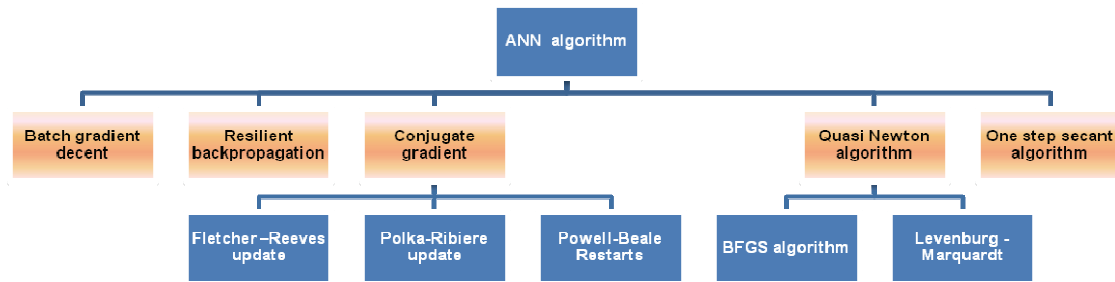 ANN algorithm
Batch gradient
decent
Resilient
backpropagation
Conjugate
gradient
Quasi Newton
algorithm
One step secant
algorithm
Fletcher –Reeves
update
Polka-Ribiere
update
Powell-Beale
Restarts
BFGS algorithm
Levenburg -
Marquardt